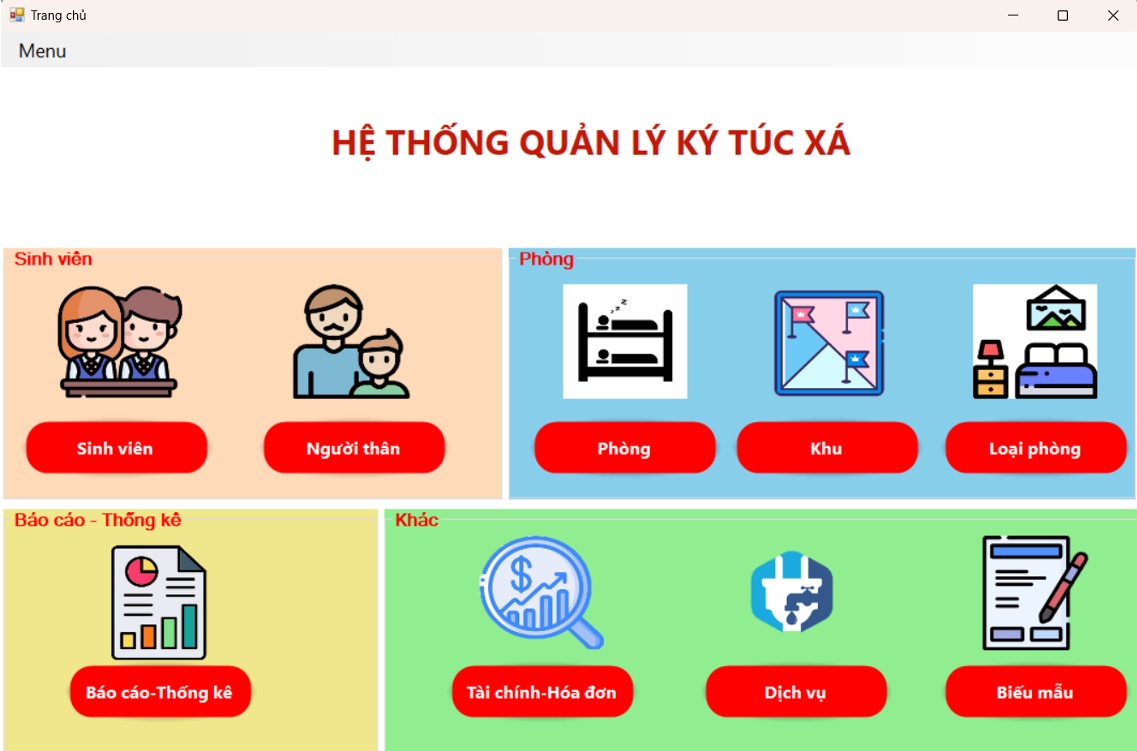 Trang chủ
Menu
HỆ THỐNG QUẢN LÝ KÝ TÚC XÁ
Sinh viên
Phòng
Sinh viên
Người thân
Phòng
Khu
Loại phòng
Báo cáo - Thống kê
Khác
Báo cáo-Thống kê
Tài chính-Hóa đơn
Dịch vụ
Biếu mẫu